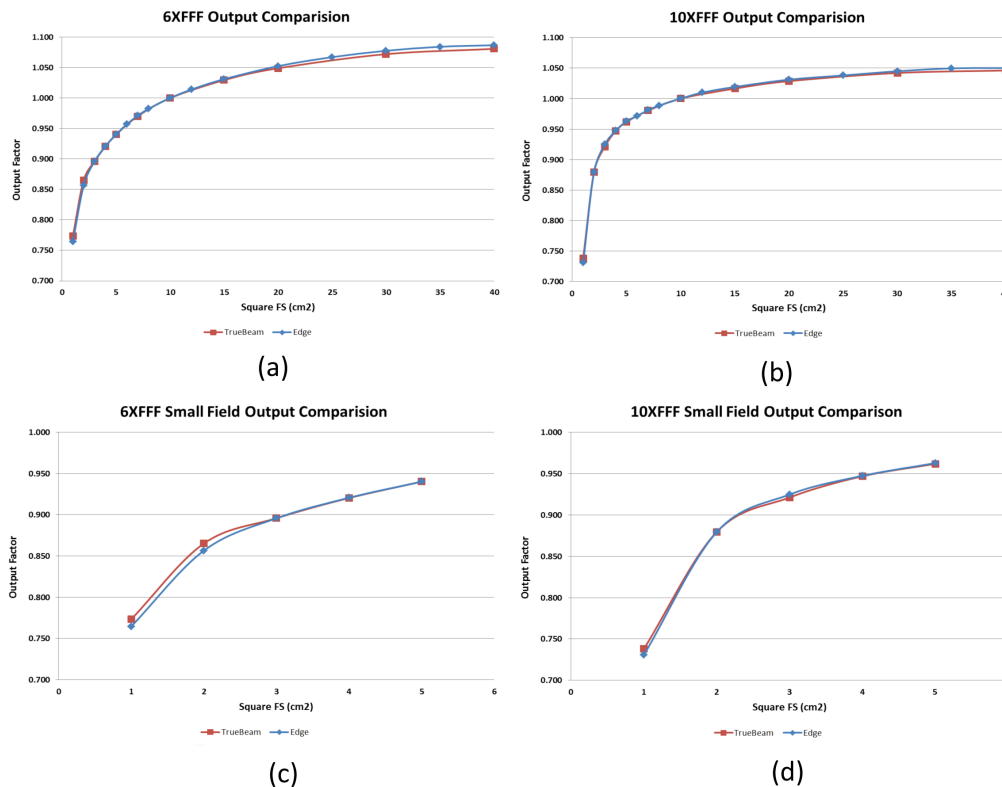 6XFFF Output Comparision
1.100
1.050
1.000
0.950
0.900
0.850
0.800
0.750
0.700
Output Factor
0 5 10 15 20 25 30 35 40
Square FS (cm2)
TrueBeam Edge
(a)
10XFFF Output Comparision
1.100
1.050
1.000
0.950
0.900
0.850
0.800
0.750
0.700
Output Factor
0 5 10 15 20 25 30 35
Square FS (cm2)
TrueBeam Edge
(b)
6XFFF Small Field Output Comparision
1.000
0.950
0.900
0.850
0.800
0.750
0.700
Output Factor
0 1 2 3 4 5 6
Square FS (cm2)
TrueBeam Edge
(c)
10XFFF Small Field Output Comparision
1.000
0.950
0.900
0.850
0.800
0.750
0.700
Output Factor
0 1 2 3 4 5
Square FS (cm2)
TrueBeam Edge
(d)